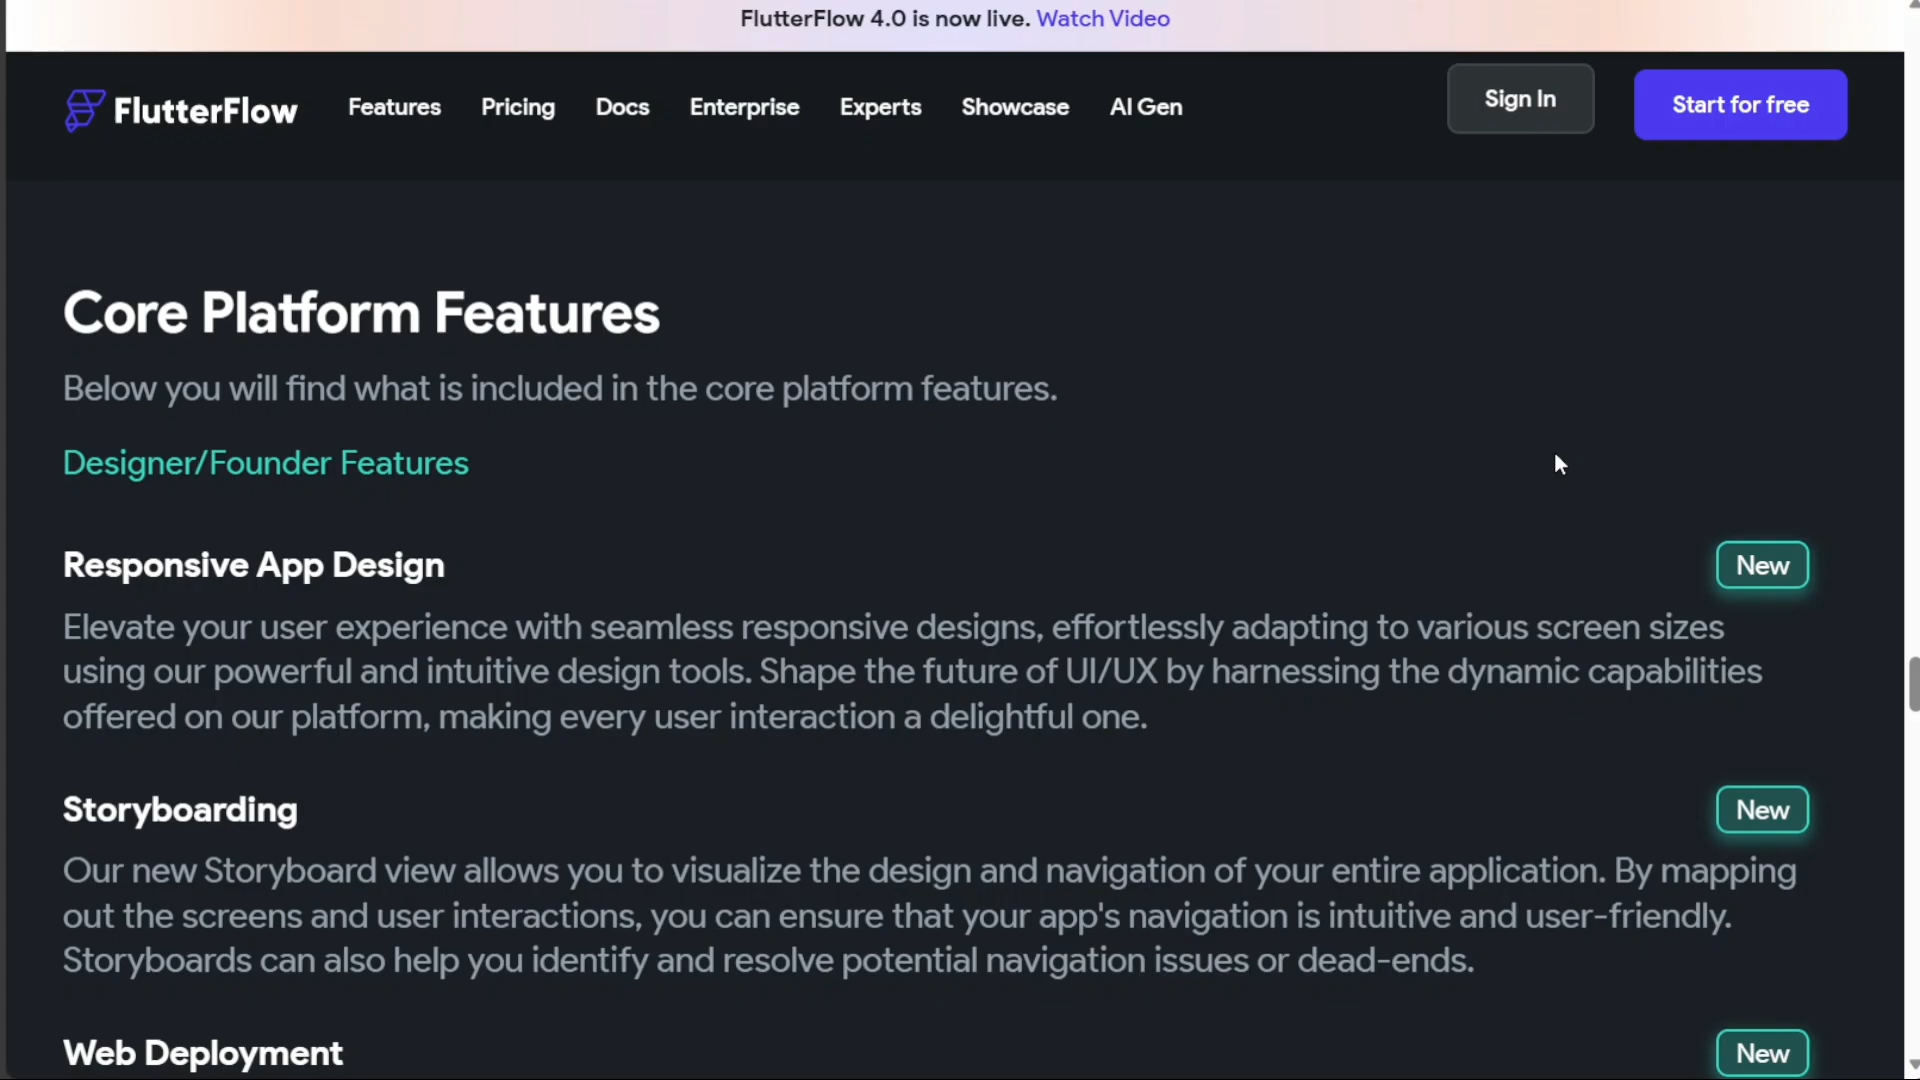 FlutterFlow 4.0 is now live. Watch Video
FlutterFlow Features Pricing Docs Enterprise Experts Showcase AI Gen Sign In Start for free
Core Platform Features
Below you will find what is included in the core platform features.
Designer/Founder Features
Responsive App Design New
Elevate your user experience with seamless responsive designs, effortlessly adapting to various screen sizes
using our powerful and intuitive design tools. Shape the future of UI/UX by harnessing the dynamic capabilities
offered on our platform, making every user interaction a delightful one.
Storyboarding New
Our new Storyboard view allows you to visualize the design and navigation of your entire application. By mapping
out the screens and user interactions, you can ensure that your app's navigation is intuitive and user-friendly.
Storyboards can also help you identify and resolve potential navigation issues or dead-ends.
Web Deployment New